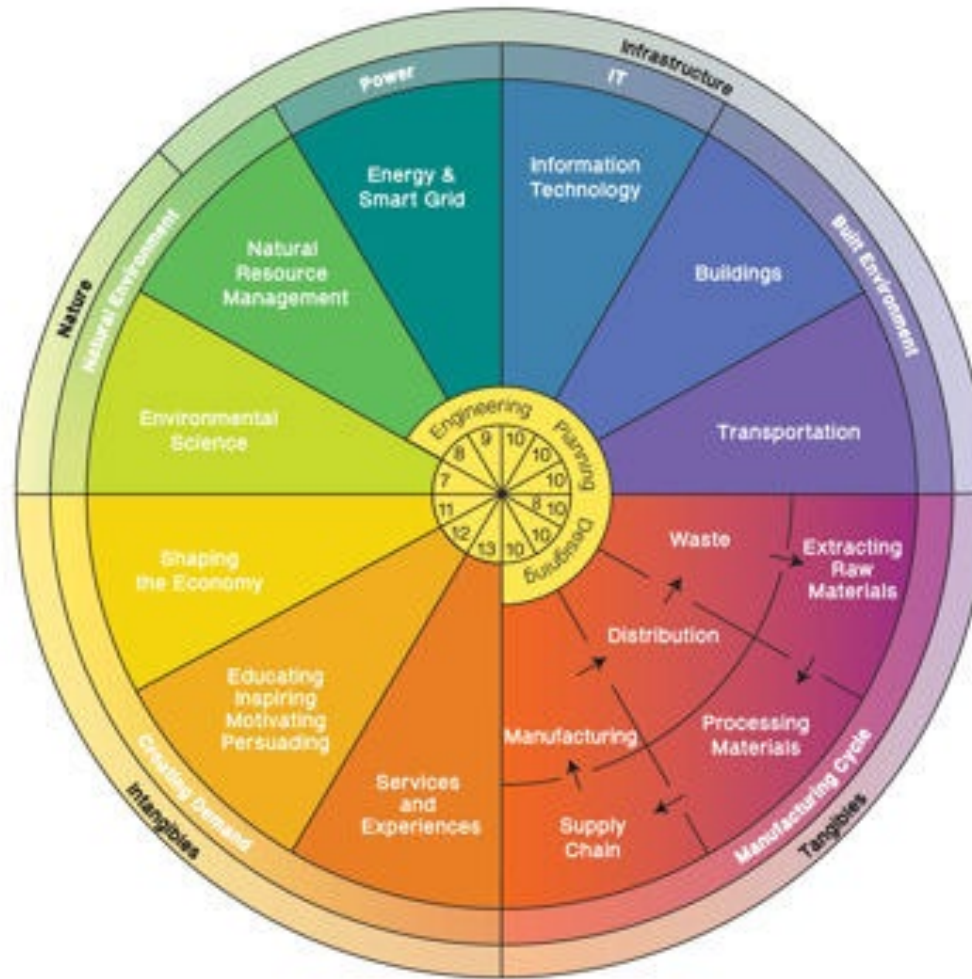 Infrastructure
Power
IT
Built Environment
Nature
Natural Environment
Energy &
Smart Grid
Information
Technology
Natural
Resource
Management
Buildings
Environmental
Science
Transportation
Engineering
Planning
Designing
9
10
10
10
10
10
10
8
10
13
12
11
7
8
Shaping
the Economy
Educating
Inspiring
Motivating
Persuading
Services
and
Experiences
Waste
Extracting
Raw
Materials
Distribution
Processing
Materials
Manufacturing
Supply
Chain
Creating Demand
Intangibles
Manufacturing Cycle
Tangibles